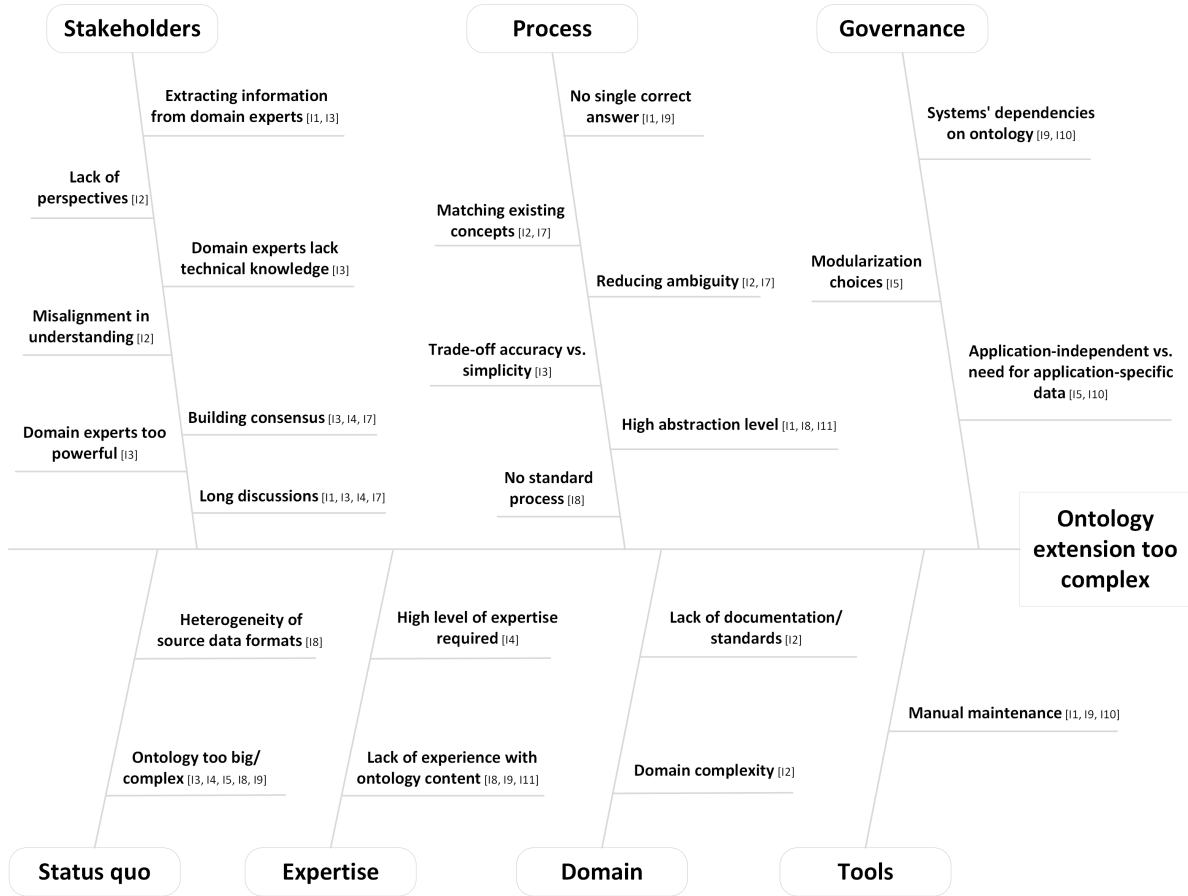 Stakeholders
Extracting information
from domain experts [I1, I3]
Lack of
perspectives [I2]
Domain experts lack
technical knowledge [I3]
Misalignment in
understanding [I2]
Building consensus [I3, I4, I7]
Domain experts too
powerful [I3]
Long discussions [I1, I3, I4, I7]
Process
No single correct
answer [I1, I9]
Matching existing
concepts [I2, I7]
Reducing ambiguity [I2, I7]
Trade-off accuracy vs.
simplicity [I3]
High abstraction level [I1, I8, I11]
No standard
process [I8]
Governance
Systems' dependencies
on ontology [I9, I10]
Modularization
choices [I5]
Application-independent vs.
need for application-specific
data [I5, I10]
Ontology
extension too
complex
Heterogeneity of
source data formats [I8]
Ontology too big/
complex [I3, I4, I5, I8, I9]
Status quo
High level of expertise
required [I4]
Lack of experience with
ontology content [I8, I9, I11]
Expertise
Lack of documentation/
standards [I2]
Domain complexity [I2]
Domain
Manual maintenance [I1, I9, I10]
Tools